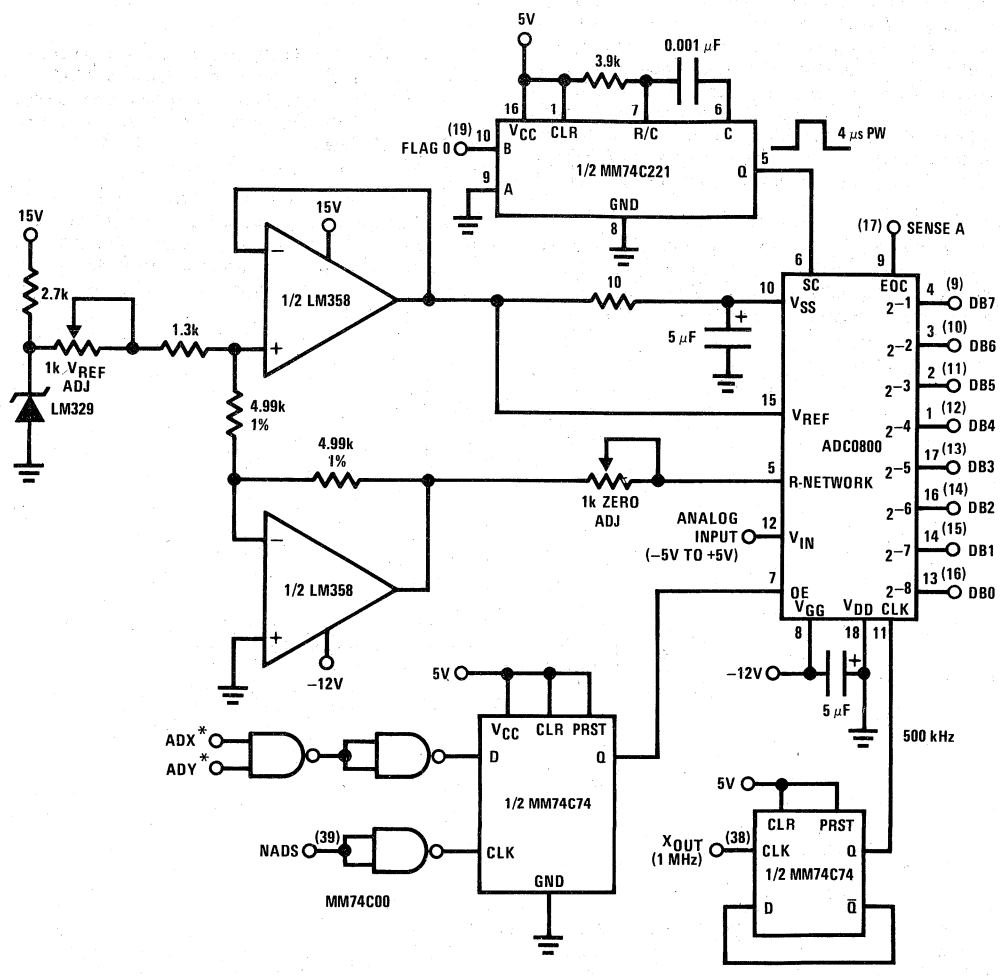 5V
0.001 µF
3.9k
16 1 7 6
VCC CLR R/C C
(19) 10 B
FLAG 0
4 µs PW
1/2 MM74C221
Q 5
9 A
GND
8
15V
15V
(17) SENSE A
6 9
SC EOC
2.7k
−
1/2 LM358
+
10
10 VSS
2−1 4 (9) DB7
+
5 µF
1.3k
1k VREF
ADJ
LM329
2−2 3 (10) DB6
2−3 2 (11) DB5
4.99k
1%
15 VREF
2−4 1 (12) DB4
ADC0800
4.99k
1%
2−5 17 (13) DB3
5 R-NETWORK
1k ZERO
ADJ
2−6 16 (14) DB2
ANALOG
INPUT
(−5V TO +5V)
12 VIN
−
2−7 14 (15) DB1
1/2 LM358
7 OE
2−8 13 (16) DB0
VGG VDD CLK
8 18 11
+
−12V
5V
−12V
+
5 µF
500 kHz
VCC CLR PRST
ADX*
ADY*
D Q
1/2 MM74C74
5V
CLR PRST
NADS (39)
CLK
XOUT
(1 MHz)
(38) CLK Q
1/2 MM74C74
GND
MM74C00
D Q̅